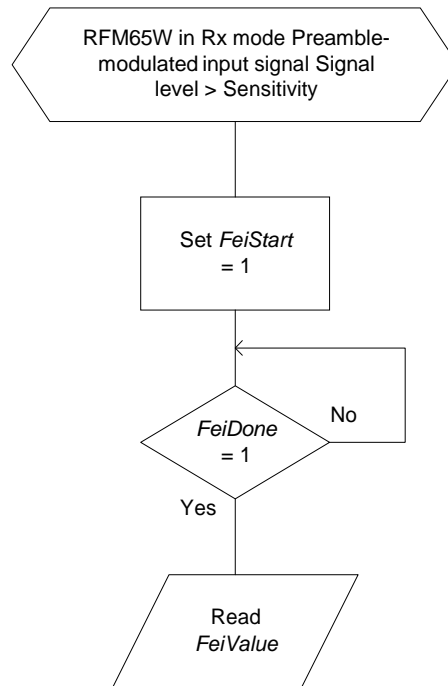 RFM65W in Rx mode Preamble-
modulated input signal Signal
level > Sensitivity
Set FeiStart
= 1
No
FeiDone
= 1
Yes
Read
FeiValue